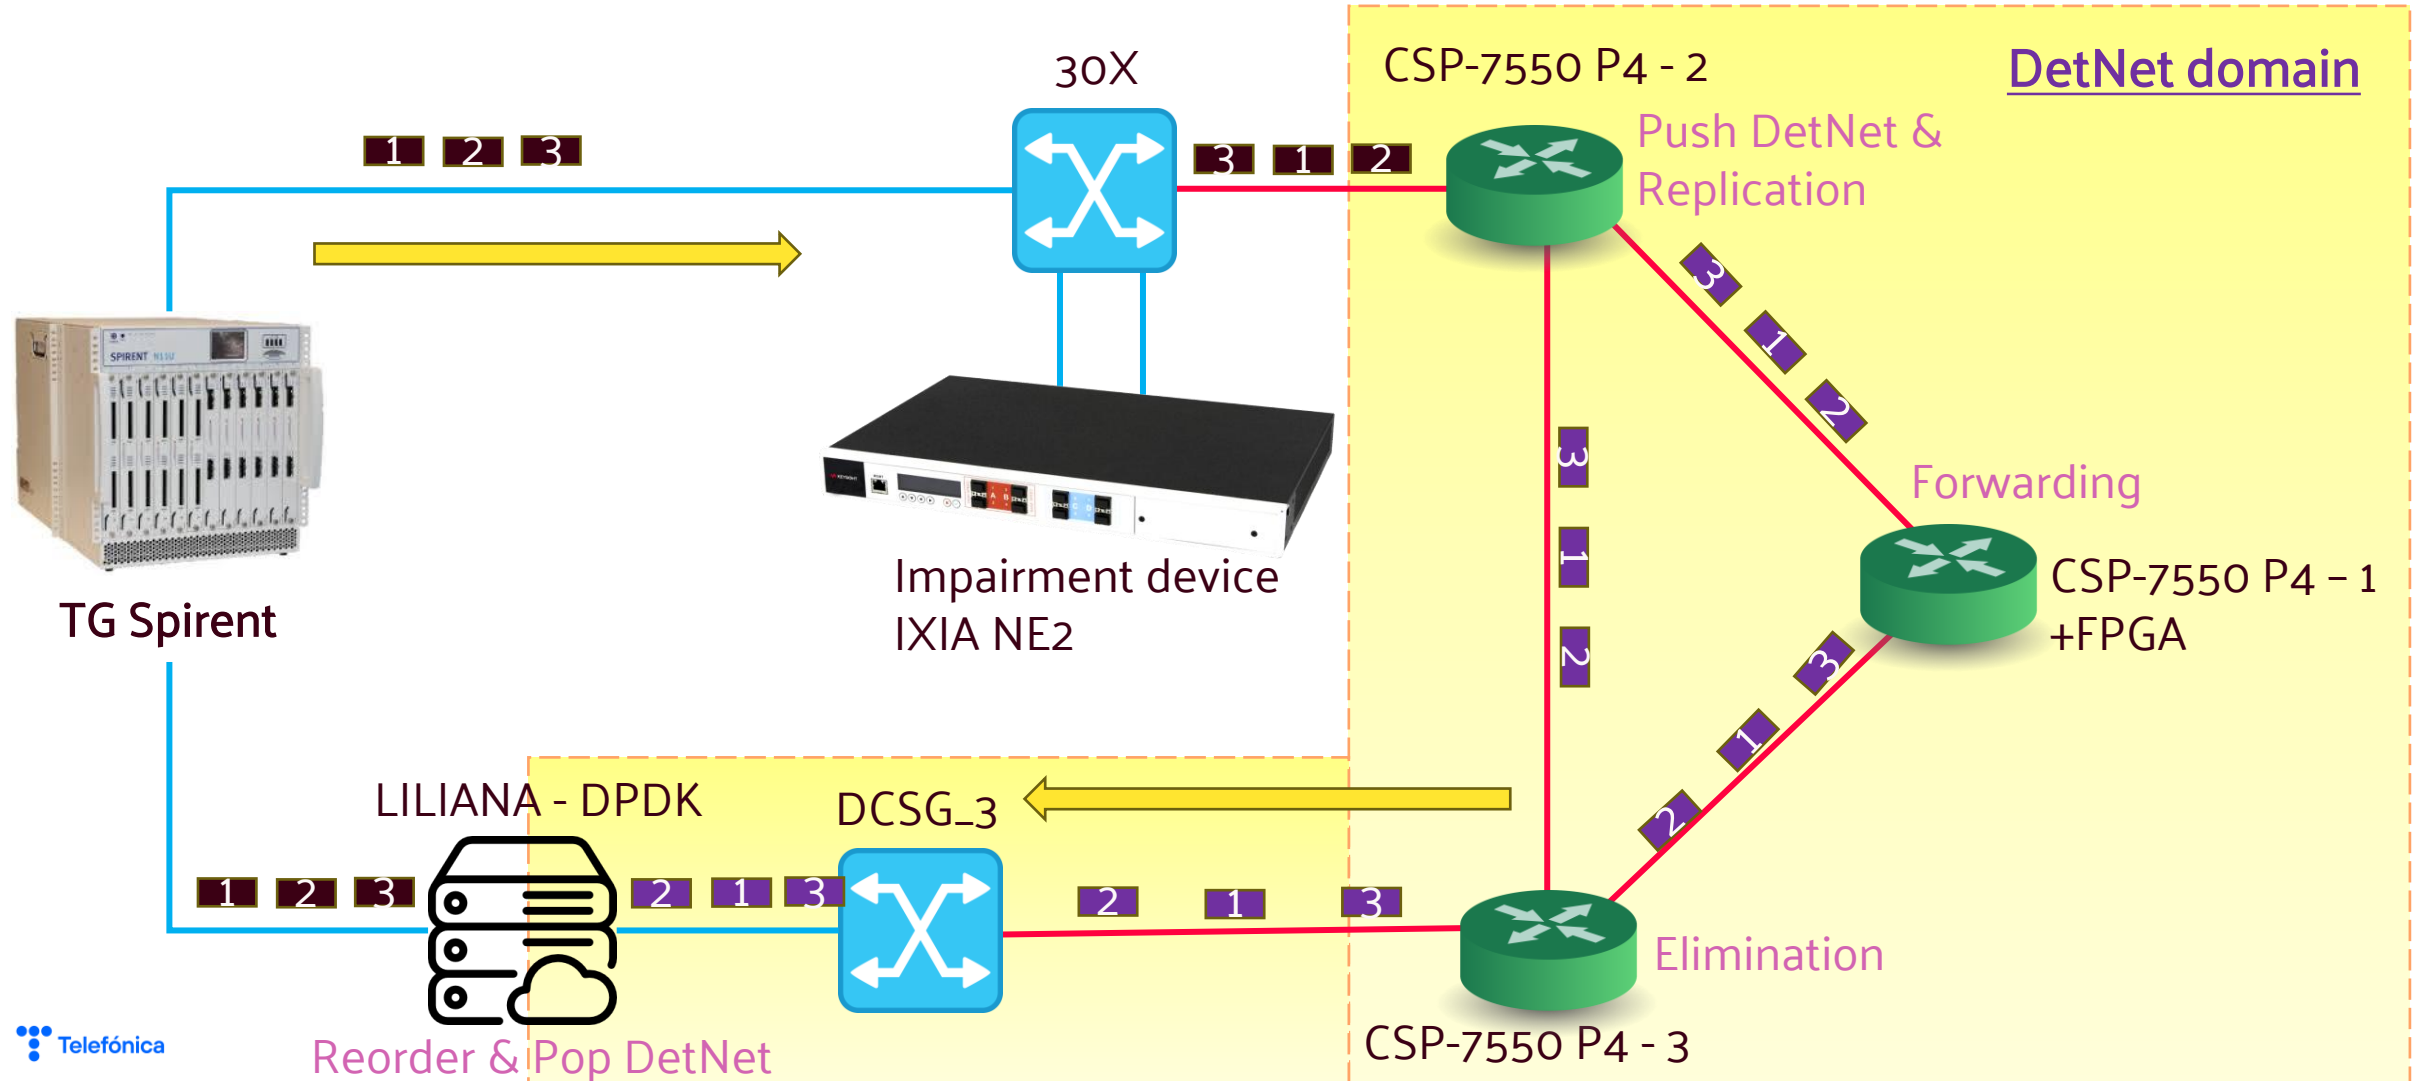 30X
CSP-7550 P4 - 2
DetNet domain
Push DetNet &
Replication
1 2 3
3 1 2
3
1
2
3
1
2
Forwarding
CSP-7550 P4 – 1
+FPGA
SPIRENT N11U
KEYSIGHT
A B
C D
Impairment device
IXIA NE2
TG Spirent
3
1
2
LILIANA - DPDK
DCSG_3
1 2 3
2 1 3
2 1 3
Elimination
CSP-7550 P4 - 3
Telefónica
Reorder & Pop DetNet